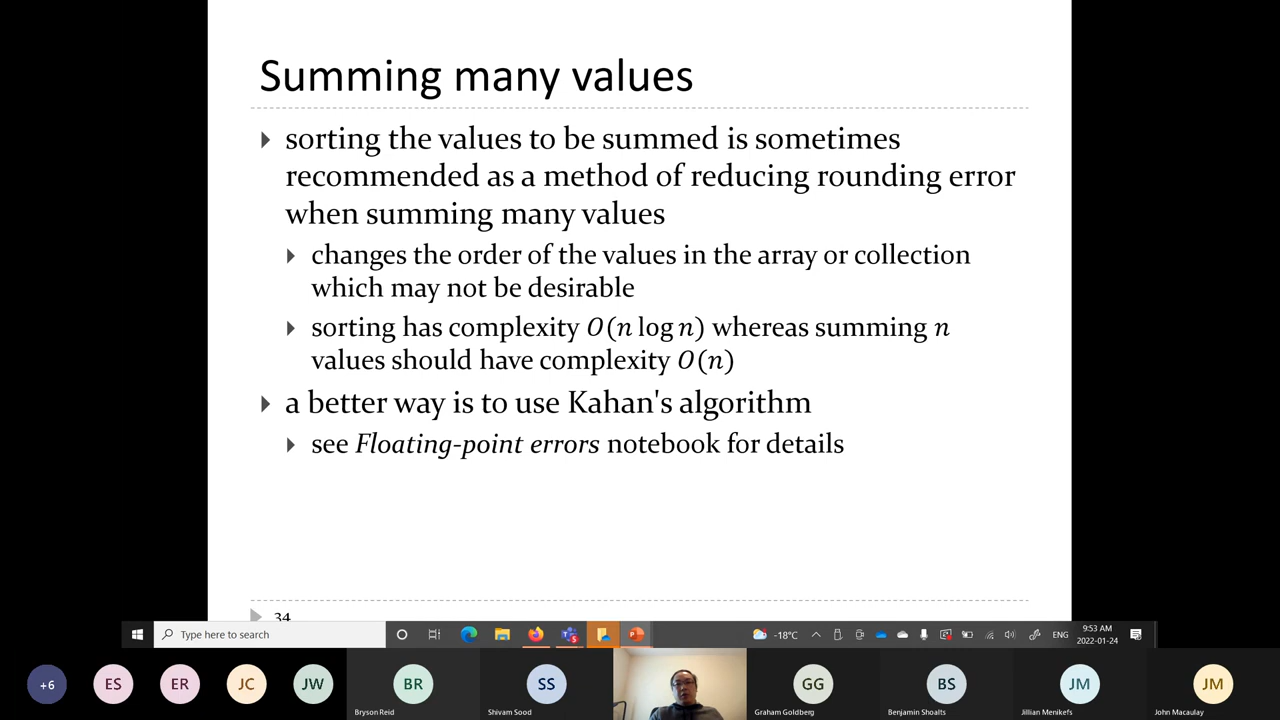 Summing many values
sorting the values to be summed is sometimes
recommended as a method of reducing rounding error
when summing many values
changes the order of the values in the array or collection
which may not be desirable
sorting has complexity O(n log n) whereas summing n
values should have complexity O(n)
a better way is to use Kahan's algorithm
see Floating-point errors notebook for details
34
Type here to search
-18°C
ENG
9:53 AM
2022-01-24
+6
ES
ER
JC
JW
BR
SS
GG
BS
JM
JM
Bryson Reid
Shivam Sood
Graham Goldberg
Benjamin Shoalts
Jillian Menikefs
John Macaulay